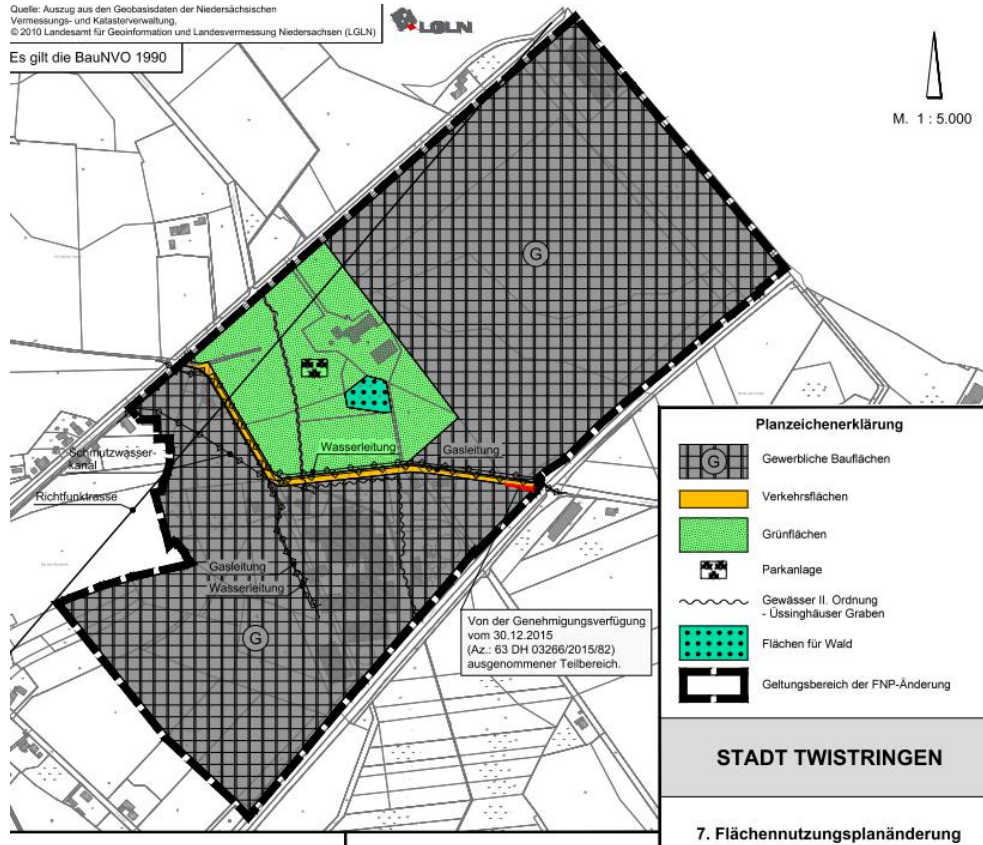 Quelle: Auszug aus den Geobasisdaten der Niedersächsischen
Vermessungs- und Katasterverwaltung,
© 2010 Landesamt für Geoinformation und Landesvermessung Niedersachsen (LGLN)
LGLN
Es gilt die BauNVO 1990
M. 1 : 5.000
G
Wasserleitung
Gasleitung
Schmutzwasser-
kanal
Richtfunktrasse
Gasleitung
Wasserleitung
G
Von der Genehmigungsverfügung
vom 30.12.2015
(Az.: 63 DH 03266/2015/82)
ausgenommener Teilbereich.
Planzeichenerklärung
G
Gewerbliche Bauflächen
Verkehrsflächen
Grünflächen
Parkanlage
Gewässer II. Ordnung
- Üssinghäuser Graben
Flächen für Wald
Geltungsbereich der FNP-Änderung
STADT TWISTRINGEN
7. Flächennutzungsplanänderung